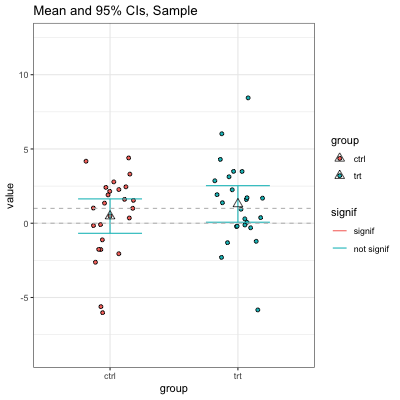 Mean and 95% CIs, Sample
value
10
5
0
-5
ctrl
trt
group
group
ctrl
trt
signif
signif
not signif